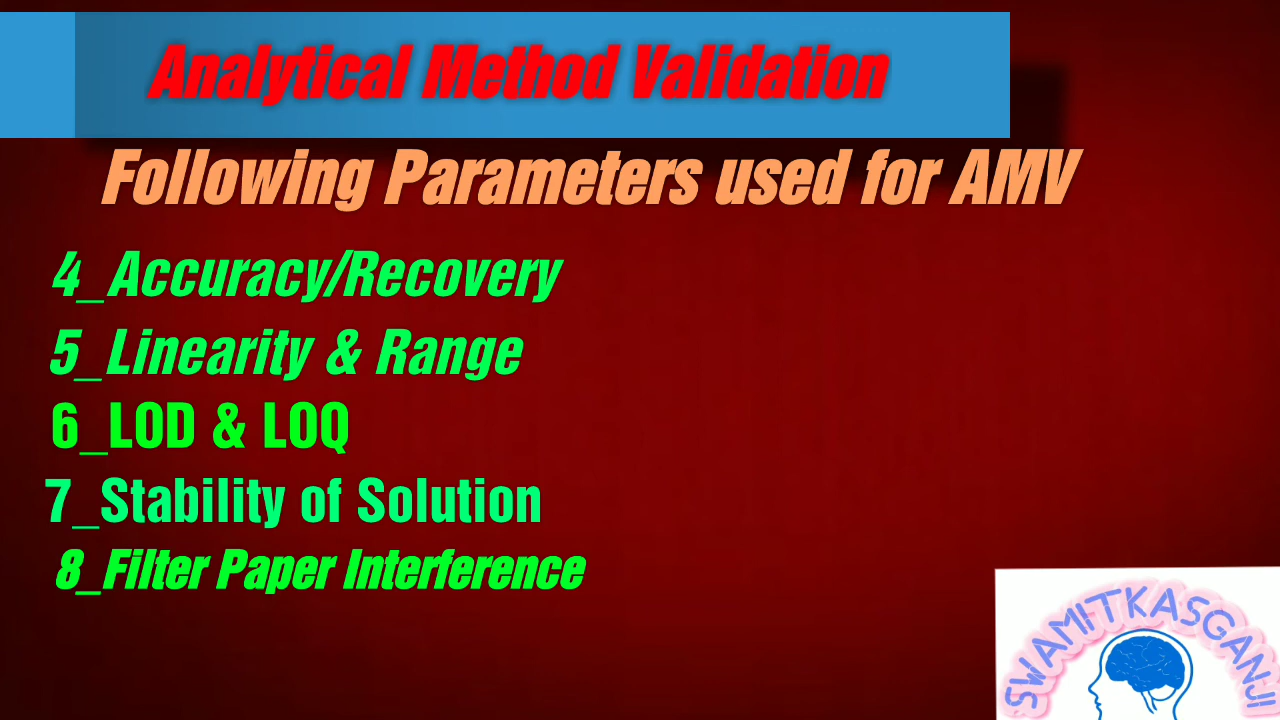 Analytical Method Validation
Following Parameters used for AMV
4_Accuracy/Recovery
5_Linearity & Range
6_LOD & LOQ
7_Stability of Solution
8_Filter Paper Interference
SWAMITKASGANJI